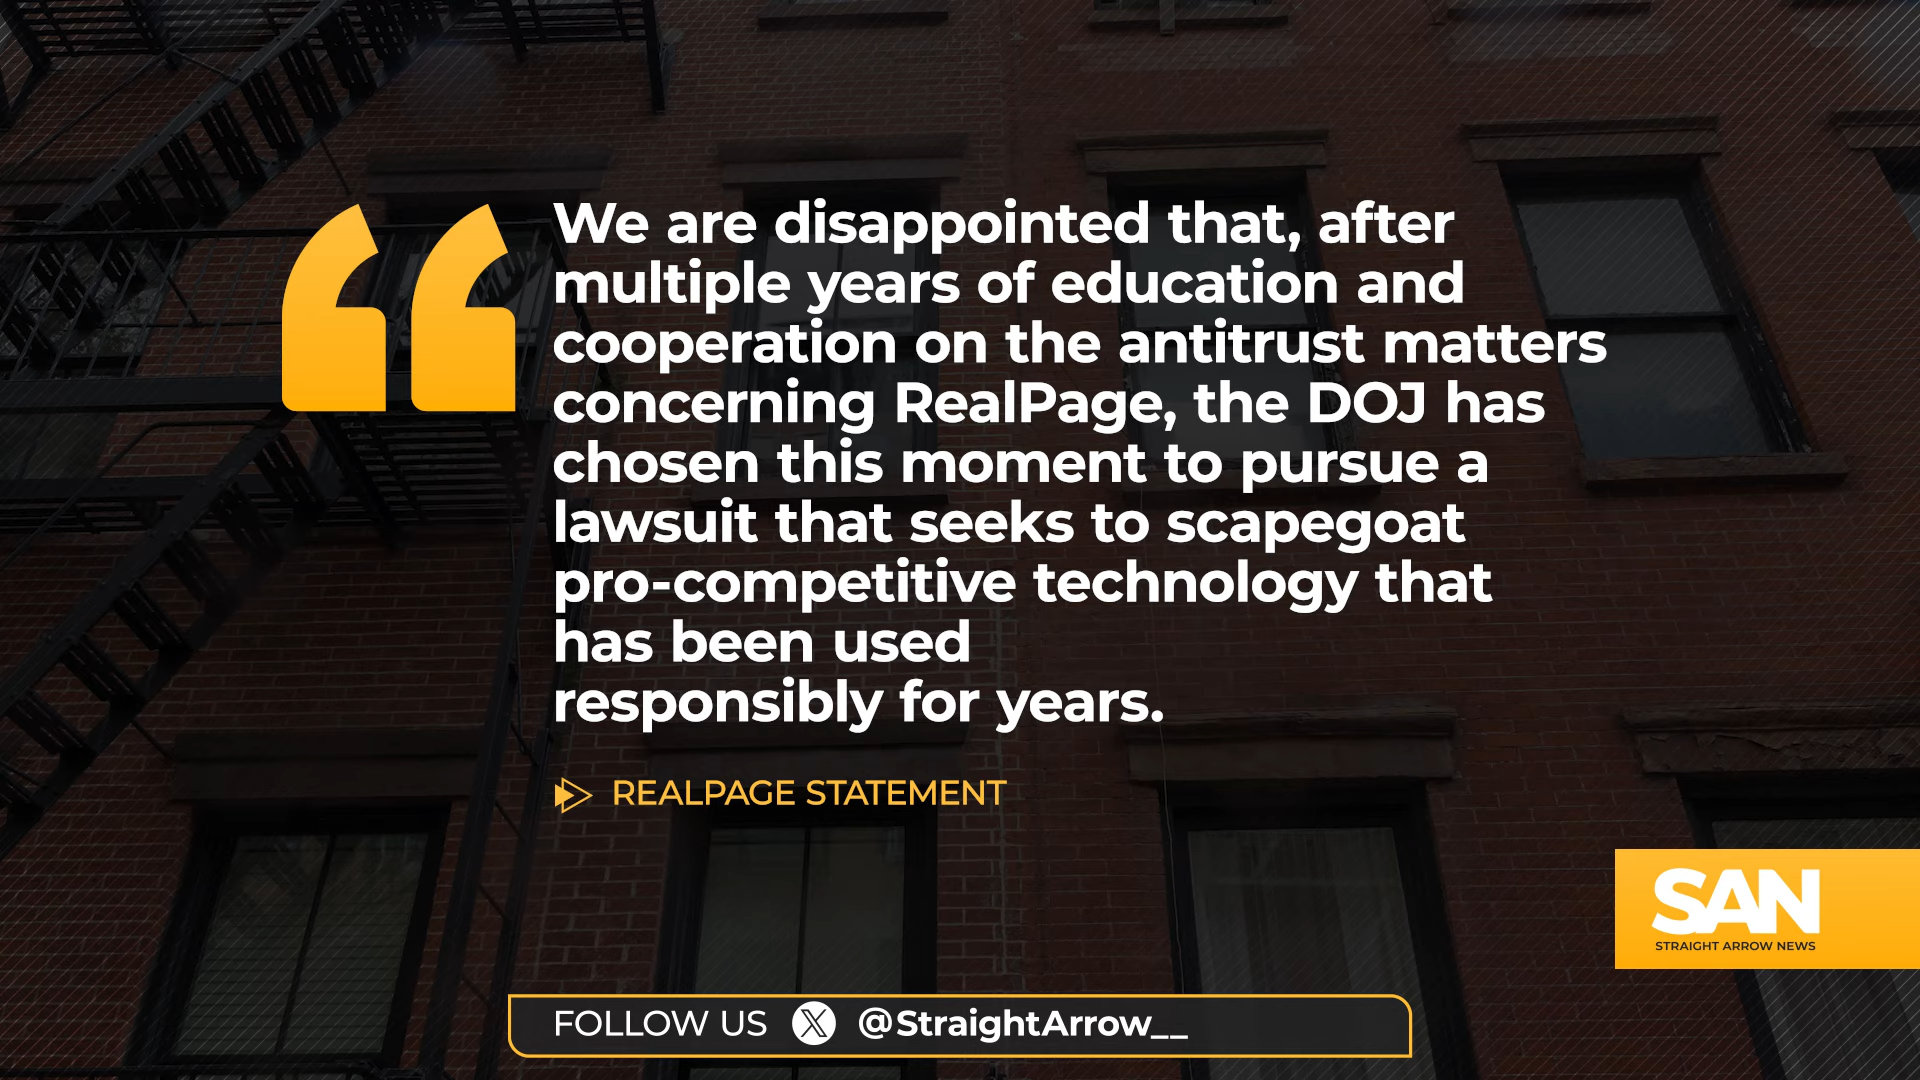 We are disappointed that, after
multiple years of education and
cooperation on the antitrust matters
concerning RealPage, the DOJ has
chosen this moment to pursue a
lawsuit that seeks to scapegoat
pro-competitive technology that
has been used
responsibly for years.
REALPAGE STATEMENT
SAN
STRAIGHT ARROW NEWS
FOLLOW US X @StraightArrow__